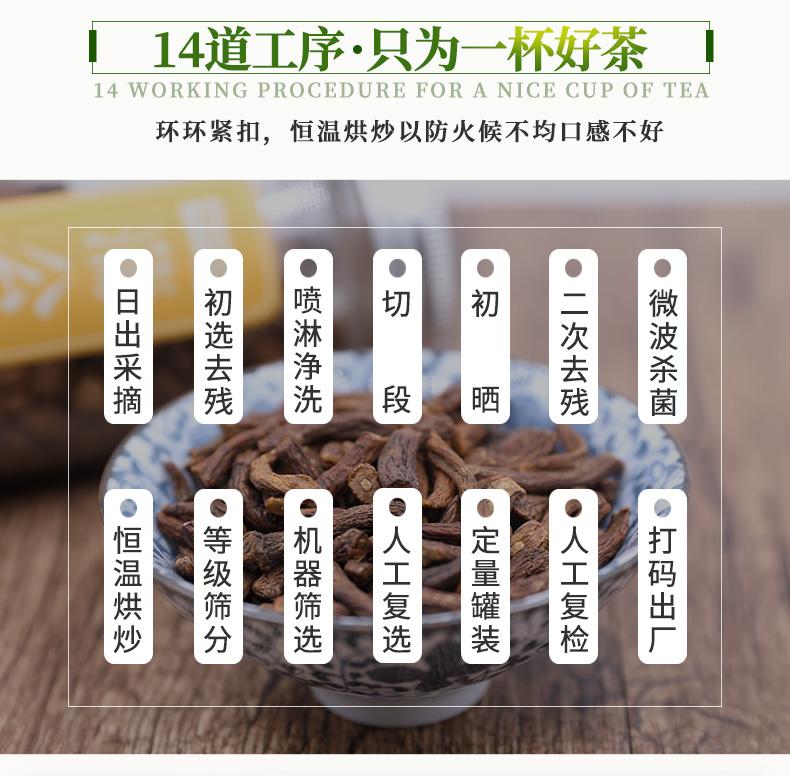 14道工序·只为一杯好茶
14 WORKING PROCEDURE FOR A NICE CUP OF TEA
环环紧扣，恒温烘炒以防火候不均口感不好
日出采摘
初选去残
喷淋净洗
切段
初晒
二次去残
微波杀菌
恒温烘炒
等级筛分
机器筛选
人工复选
定量罐装
人工复检
打码出厂